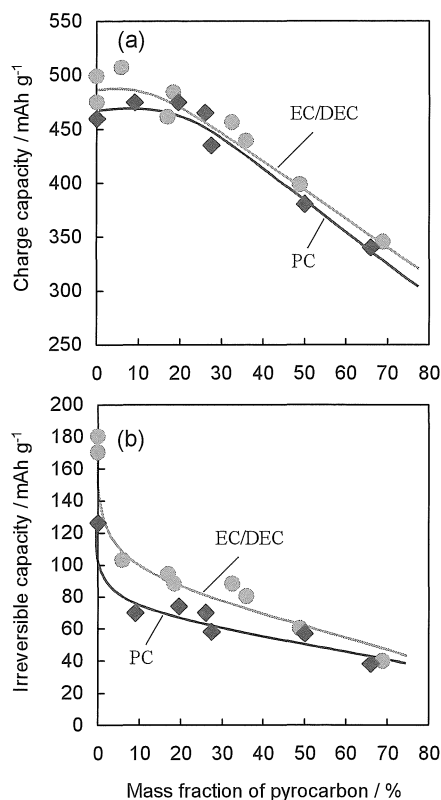 550
(a)
500
450
EC/DEC
400
350
PC
300
250
0 10 20 30 40 50 60 70 80
Charge capacity / mAh g⁻¹
200
180
(b)
160
140
120
100
EC/DEC
80
60
PC
40
20
0
0 10 20 30 40 50 60 70 80
Irreversible capacity / mAh g⁻¹
Mass fraction of pyrocarbon / %